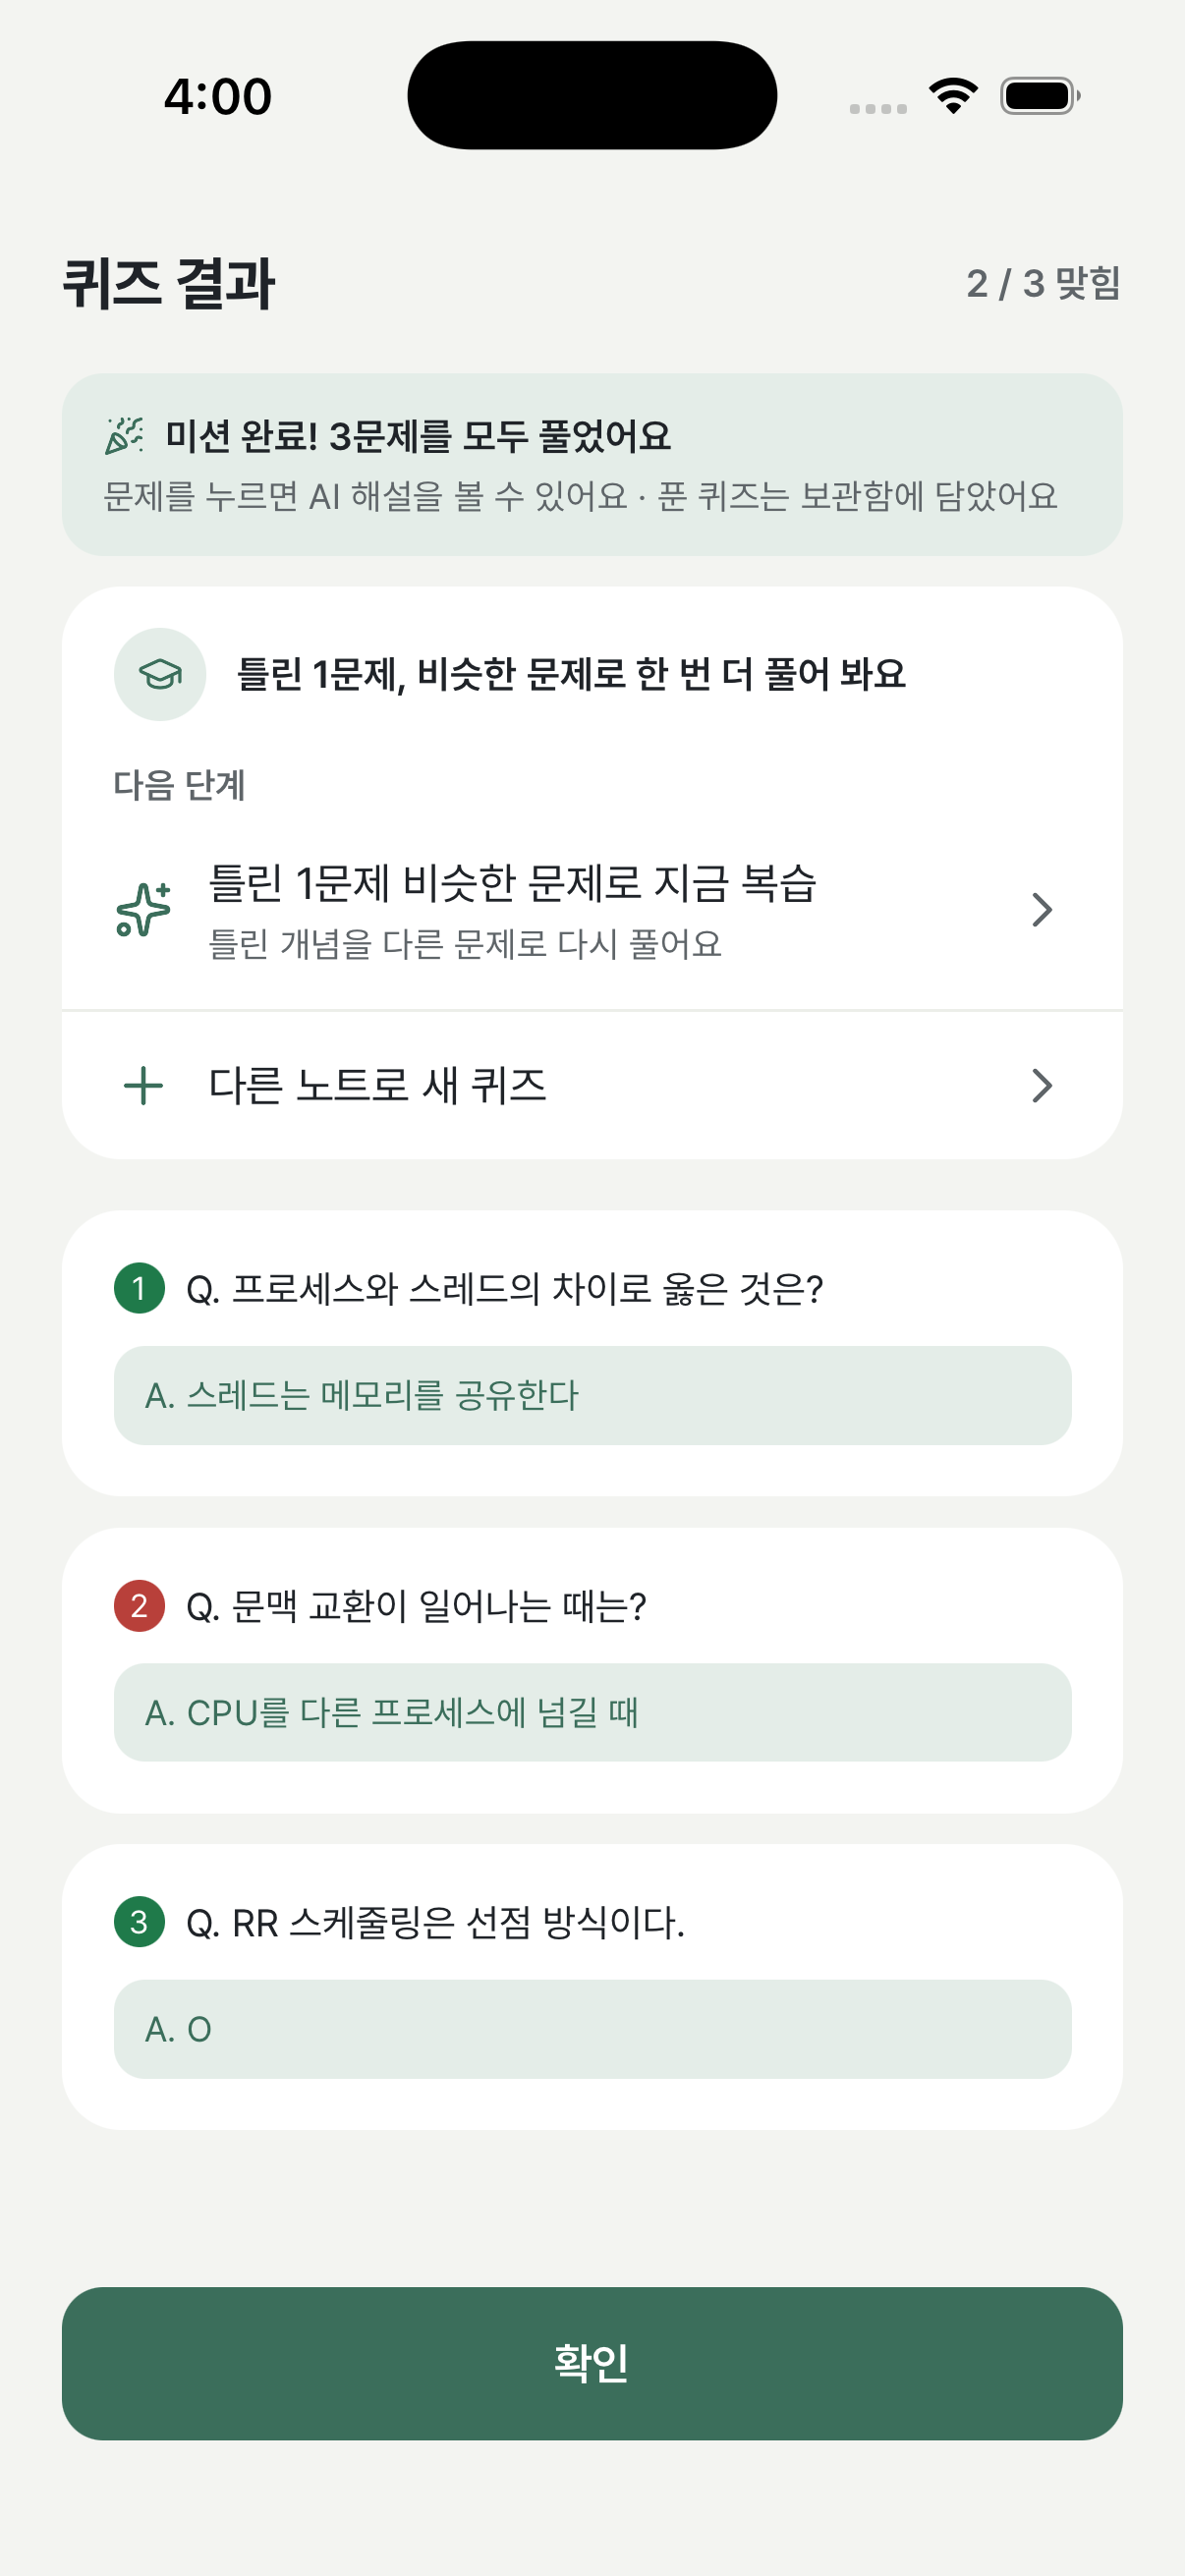 4:00
퀴즈 결과
2 / 3 맞힘
미션 완료! 3문제를 모두 풀었어요
문제를 누르면 AI 해설을 볼 수 있어요 · 푼 퀴즈는 보관함에 담았어요
틀린 1문제, 비슷한 문제로 한 번 더 풀어 봐요
다음 단계
틀린 1문제 비슷한 문제로 지금 복습
틀린 개념을 다른 문제로 다시 풀어요
다른 노트로 새 퀴즈
1 Q. 프로세스와 스레드의 차이로 옳은 것은?
A. 스레드는 메모리를 공유한다
2 Q. 문맥 교환이 일어나는 때는?
A. CPU를 다른 프로세스에 넘길 때
3 Q. RR 스케줄링은 선점 방식이다.
A. O
확인